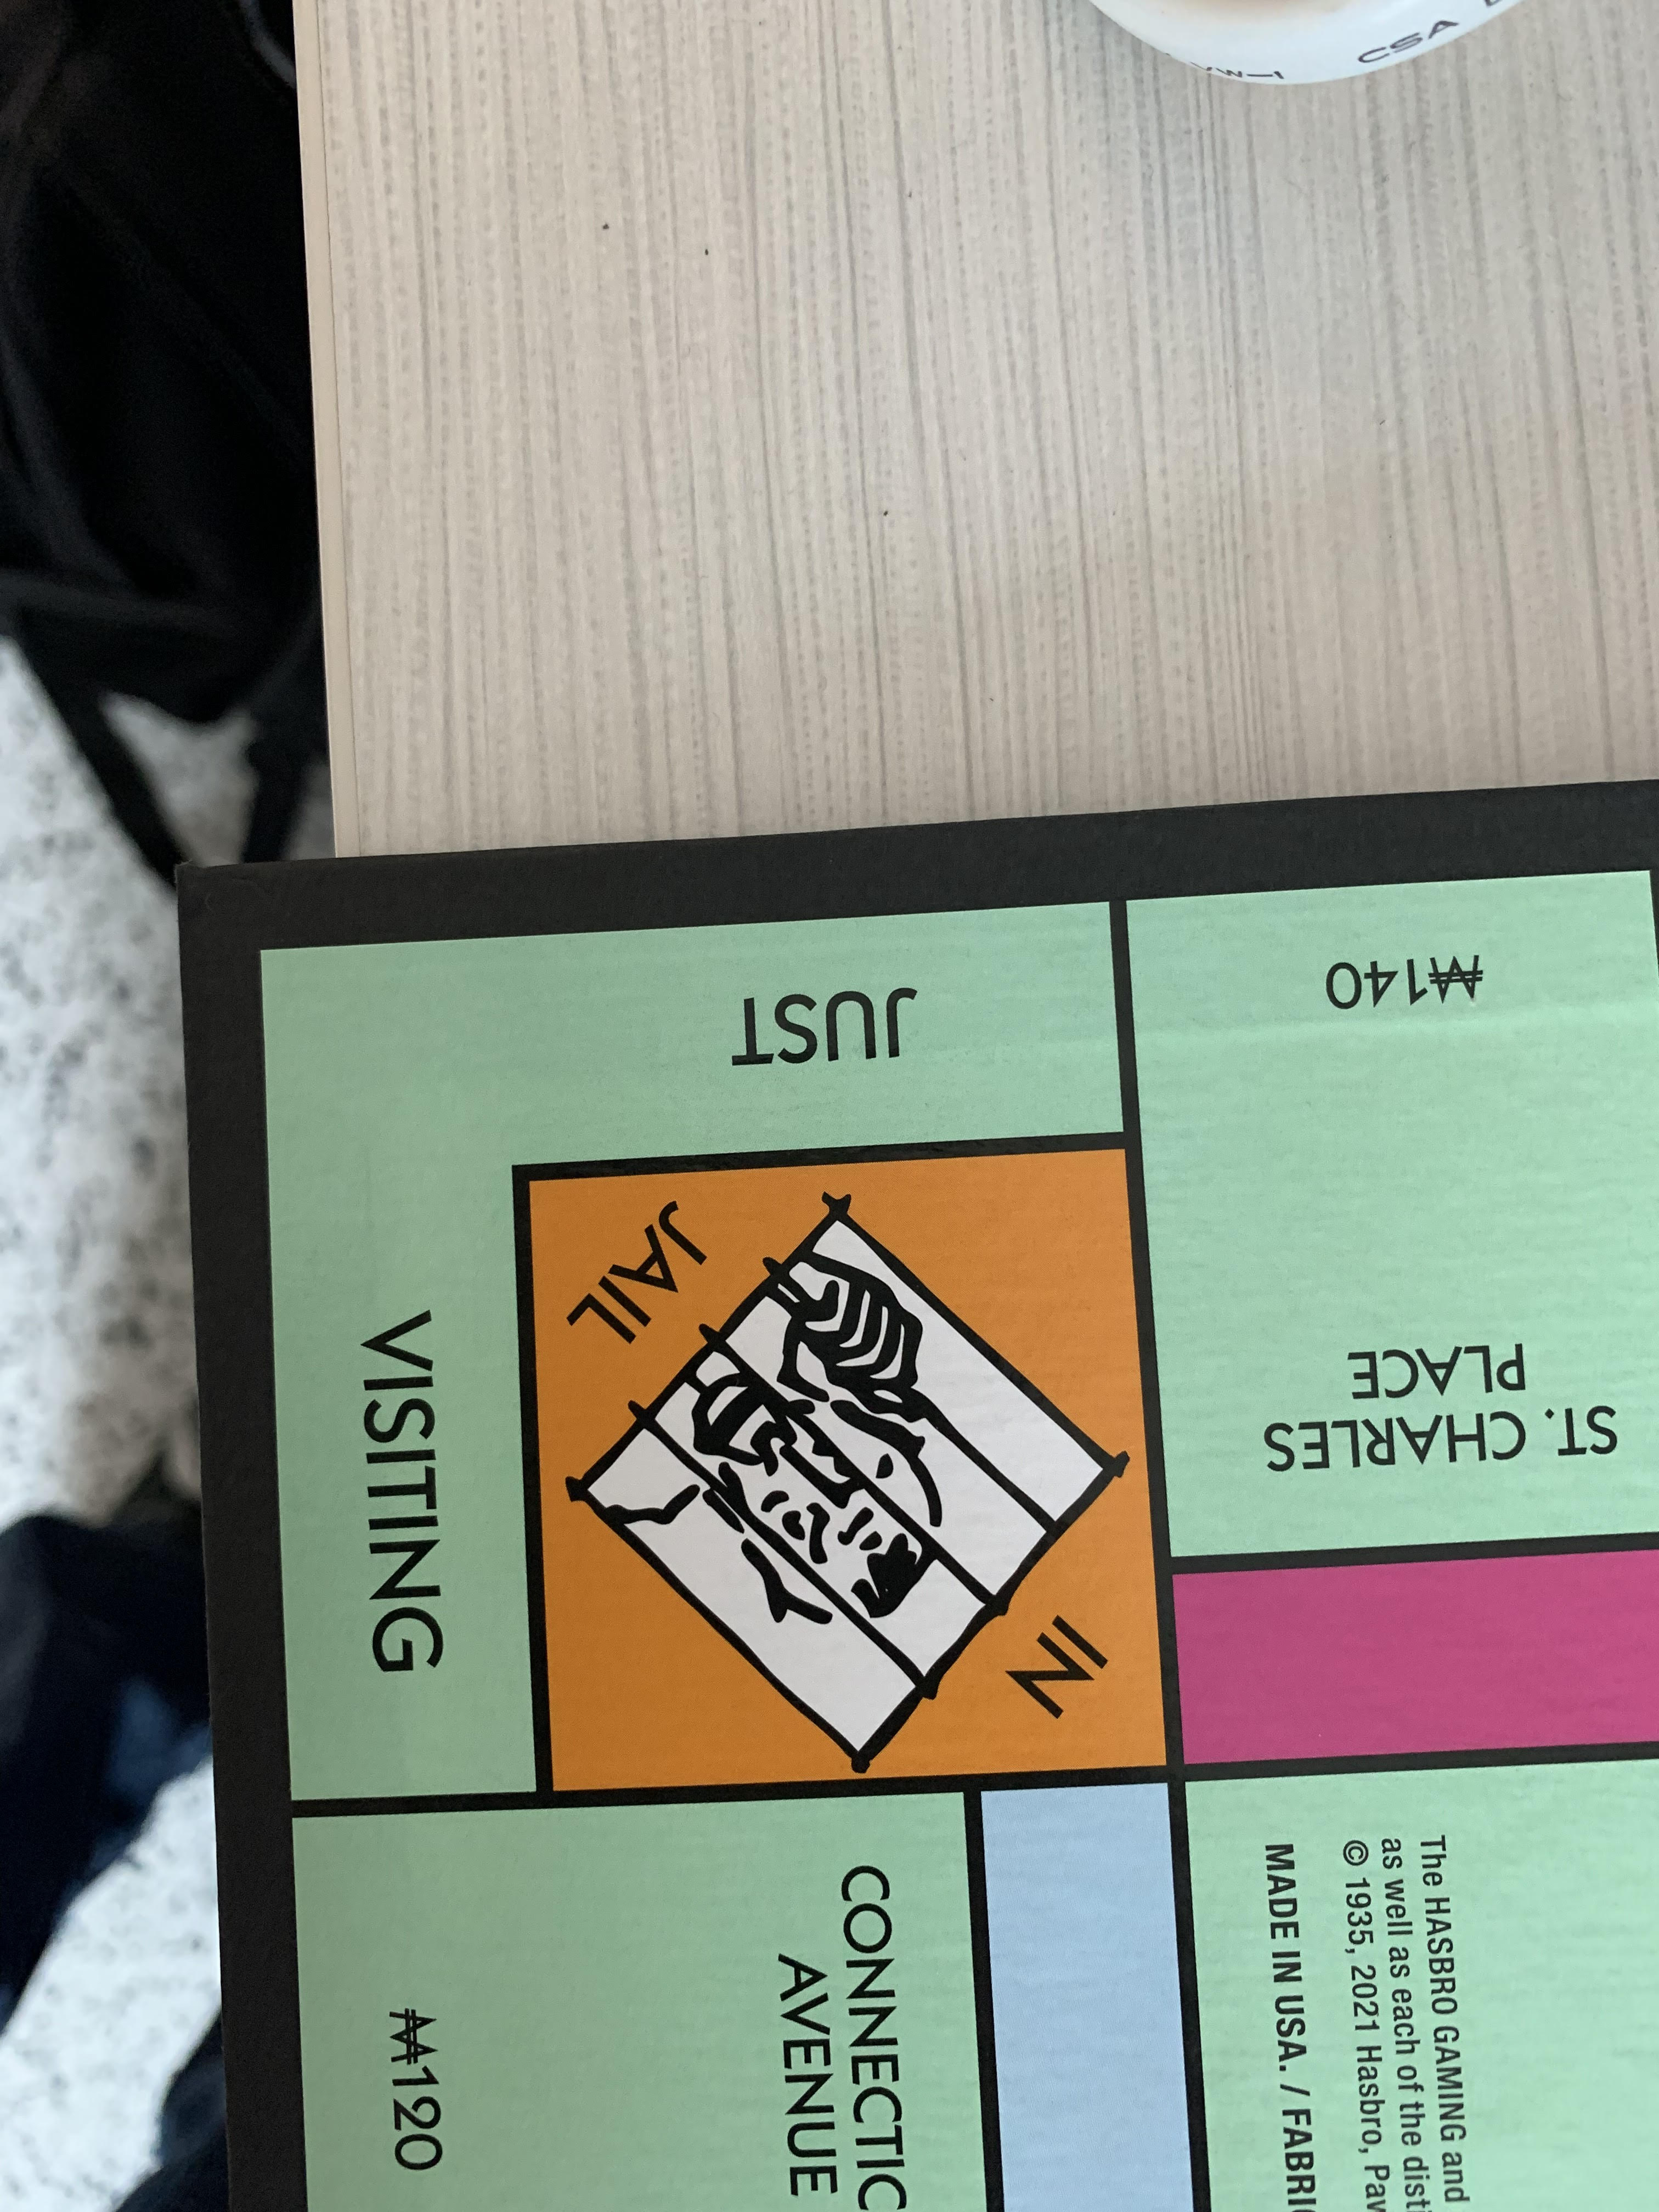 CSA
JUST
VISITING
IN
JAIL
₩140
ST. CHARLES
PLACE
CONNECTIC
AVENUE
₩120
The HASBRO GAMING and
as well as each of the dist
© 1935, 2021 Hasbro, Paw
MADE IN USA. / FABRI